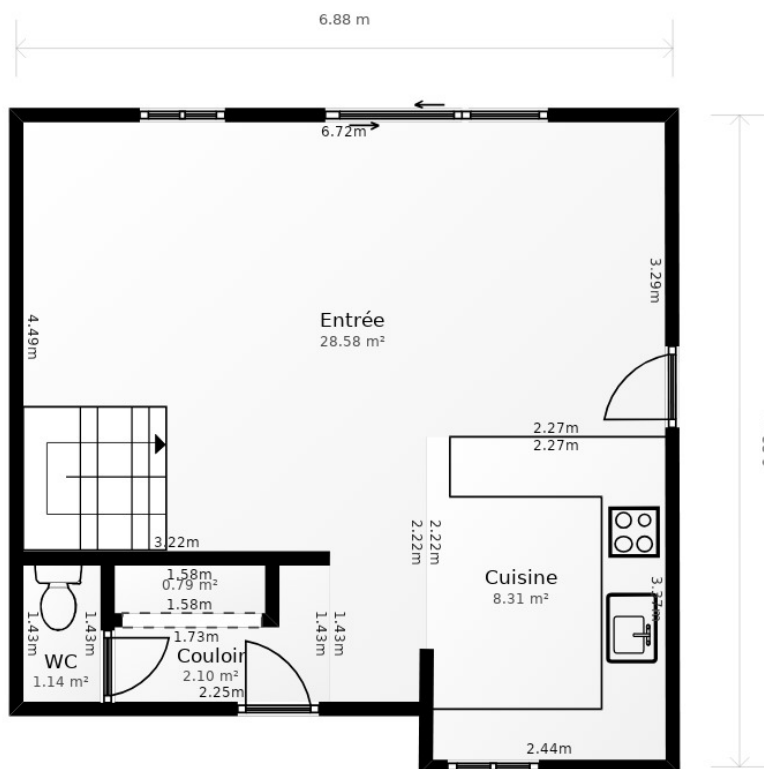 6.88 m
6.72m
3.29m
4.49m
Entrée
28.58 m²
2.27m
2.27m
3.22m
2.22m
2.22m
1.58m
0.79 m²
1.58m
Cuisine
8.31 m²
1.43m
1.43m
1.43m
1.43m
1.73m
WC
1.14 m²
Couloir
2.10 m²
2.25m
2.44m